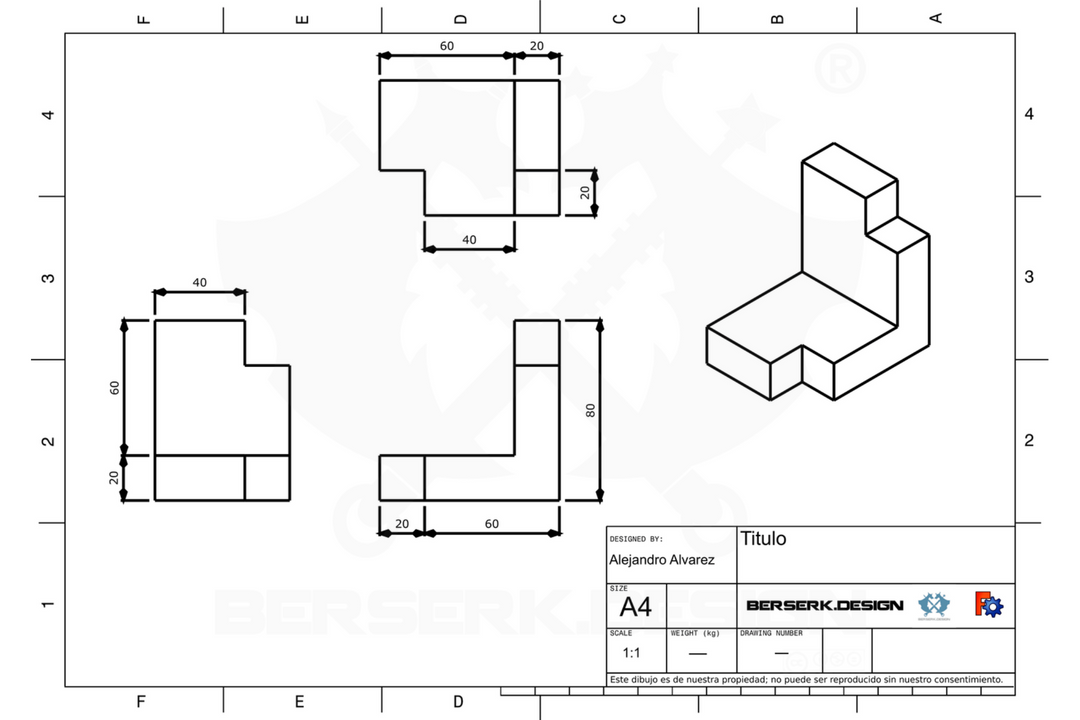 F E D C B A
60 20
®
4 4
20
40
3 3
40
60
80
2 2
20
20 60
DESIGNED BY:
Alejandro Alvarez
Titulo
1
SIZE
A4
BERSERK.DESIGN
BERSERK.DESIGN
SCALE
1:1
WEIGHT (kg)
—
DRAWING NUMBER
—
Este dibujo es de nuestra propiedad; no puede ser reproducido sin nuestro consentimiento.
F E D